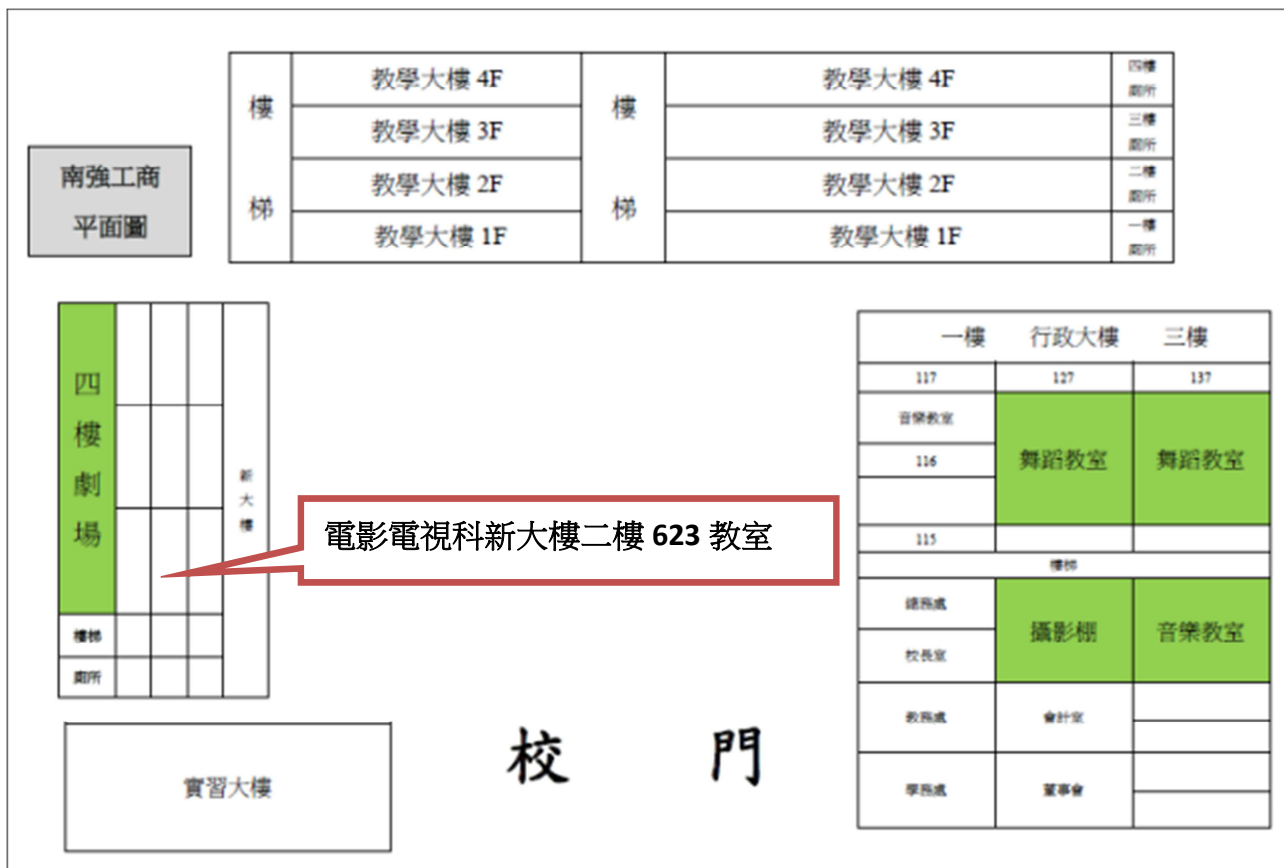 南強工商
平面圖
樓梯
教學大樓 4F
教學大樓 3F
教學大樓 2F
教學大樓 1F
樓梯
教學大樓 4F
教學大樓 3F
教學大樓 2F
教學大樓 1F
四樓
廁所
三樓
廁所
二樓
廁所
一樓
廁所
四樓劇場
新大樓
樓梯
廁所
電影電視科新大樓二樓 623 教室
一樓 行政大樓 三樓
117 127 137
音樂教室
116
舞蹈教室 舞蹈教室
115
樓梯
總務處
校長室
攝影棚 音樂教室
教務處 會計室
學務處 董事會
實習大樓
校門